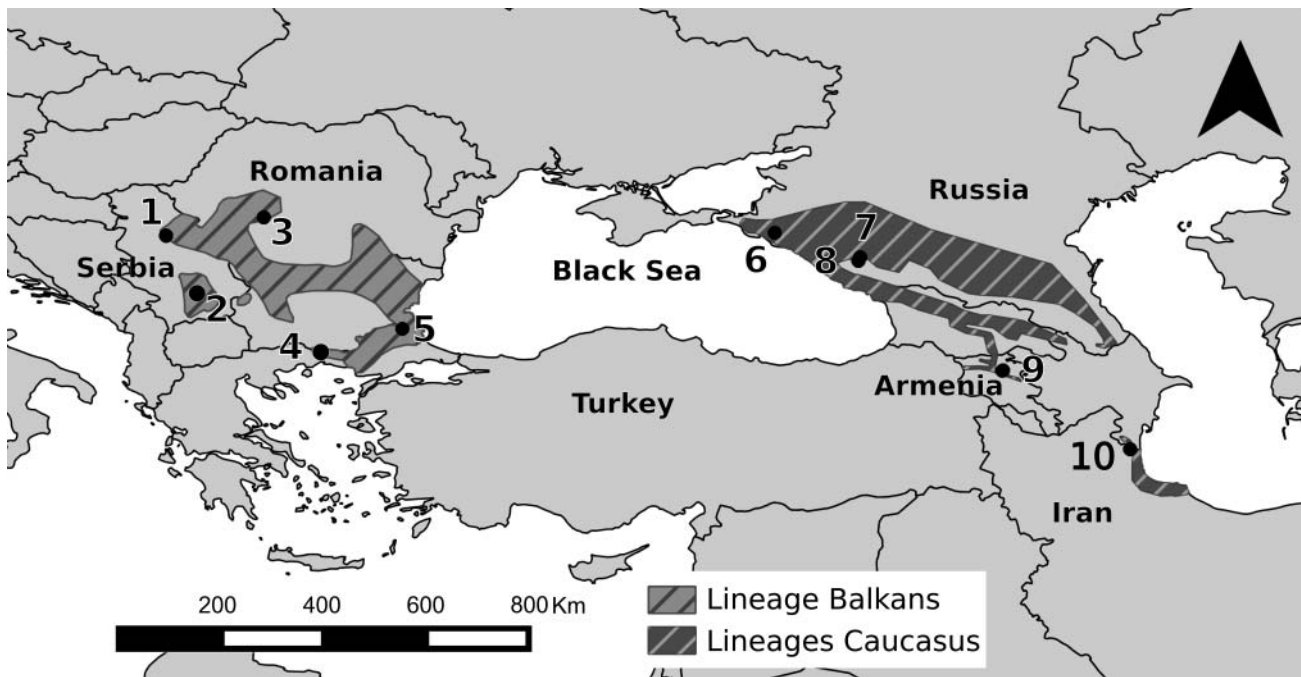 Romania
Russia
1
3
7
6
8
Serbia
Black Sea
2
5
4
9
Armenia
Turkey
10
Iran
200 400 600 800 Km
Lineage Balkans
Lineages Caucasus